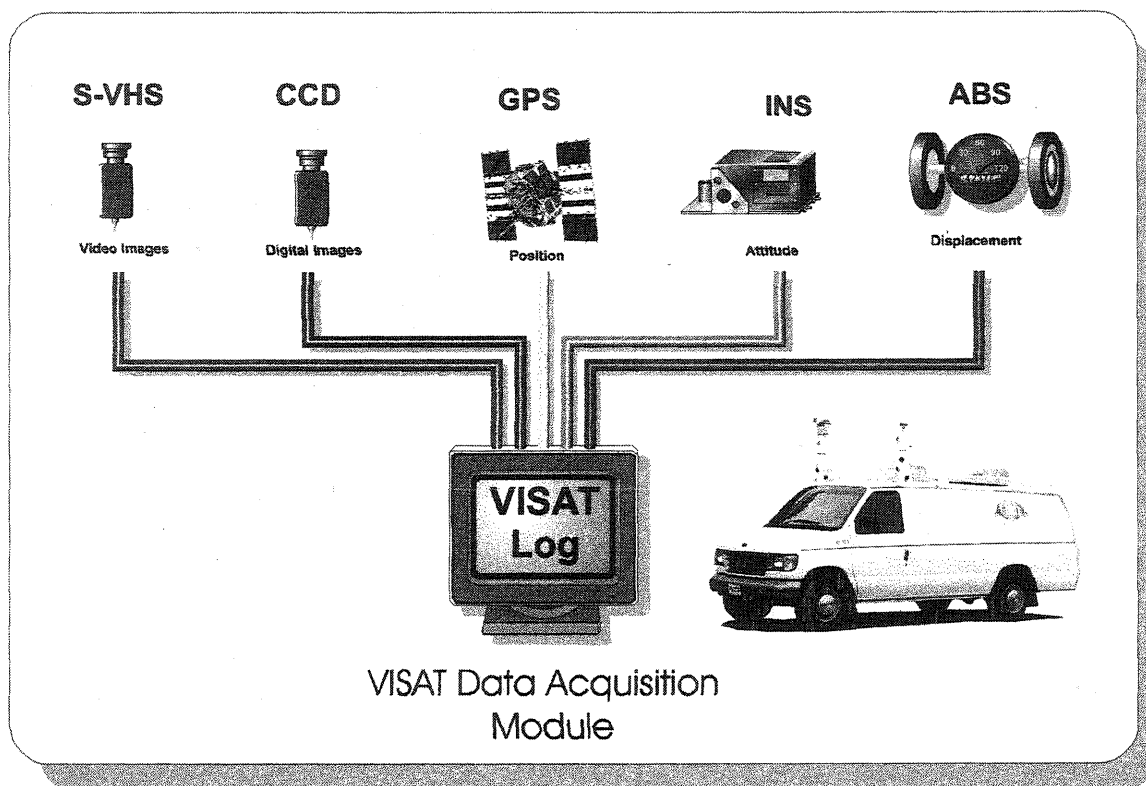 S-VHS
CCD
GPS
INS
ABS
Video Images
Digital Images
Position
Attitude
Displacement
VISAT
Log
VISAT Data Acquisition
Module